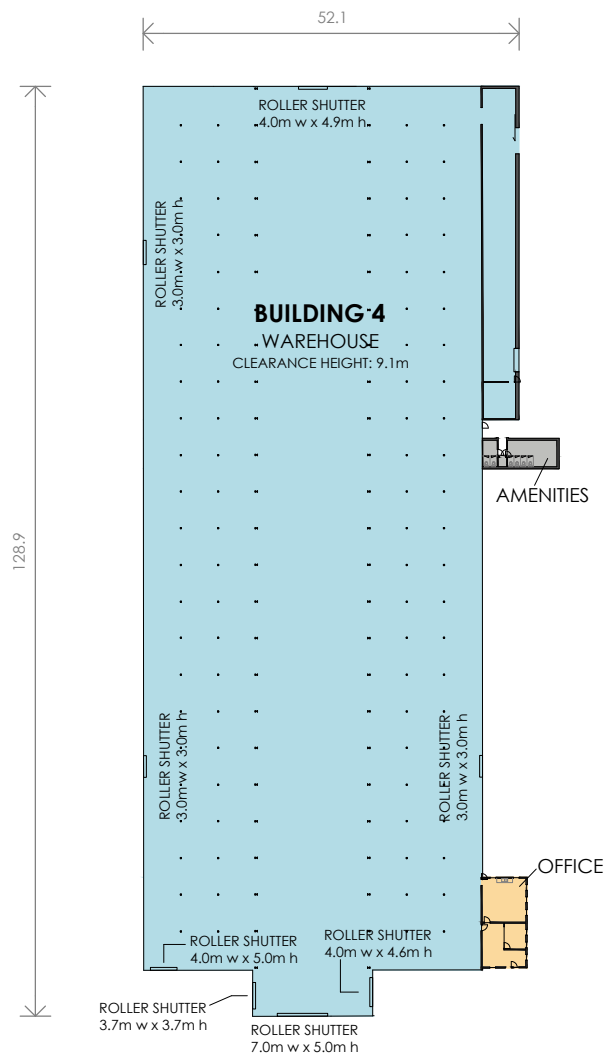 52.1
ROLLER SHUTTER
4.0m w x 4.9m h
ROLLER SHUTTER
3.0m w x 3.0m h
BUILDING 4
WAREHOUSE
CLEARANCE HEIGHT: 9.1m
AMENITIES
128.9
ROLLER SHUTTER
3.0m w x 3.0m h
ROLLER SHUTTER
3.0m w x 3.0m h
OFFICE
ROLLER SHUTTER
4.0m w x 5.0m h
ROLLER SHUTTER
4.0m w x 4.6m h
ROLLER SHUTTER
3.7m w x 3.7m h
ROLLER SHUTTER
7.0m w x 5.0m h